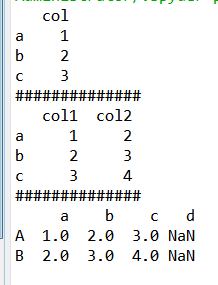 col
a    1
b    2
c    3
##############
   col1  col2
a     1     2
b     2     3
c     3     4
##############
     a    b    c   d
A  1.0  2.0  3.0 NaN
B  2.0  3.0  4.0 NaN